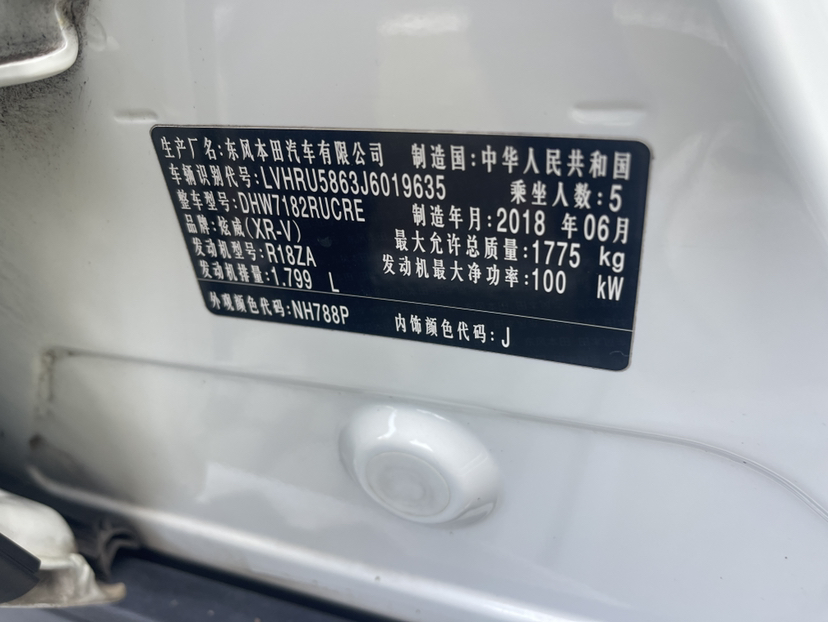 生产厂名:东风本田汽车有限公司 制造国:中华人民共和国
车辆识别代号:LVHRU5863J6019635 乘坐人数:5
整车型号:DHW7182RUCRE 制造年月:2018 年06月
品牌:炫威(XR-V) 最大允许总质量:1775 kg
发动机型号:R18ZA 发动机最大净功率:100 kW
发动机排量:1.799 L
外观颜色代码:NH788P 内饰颜色代码:J